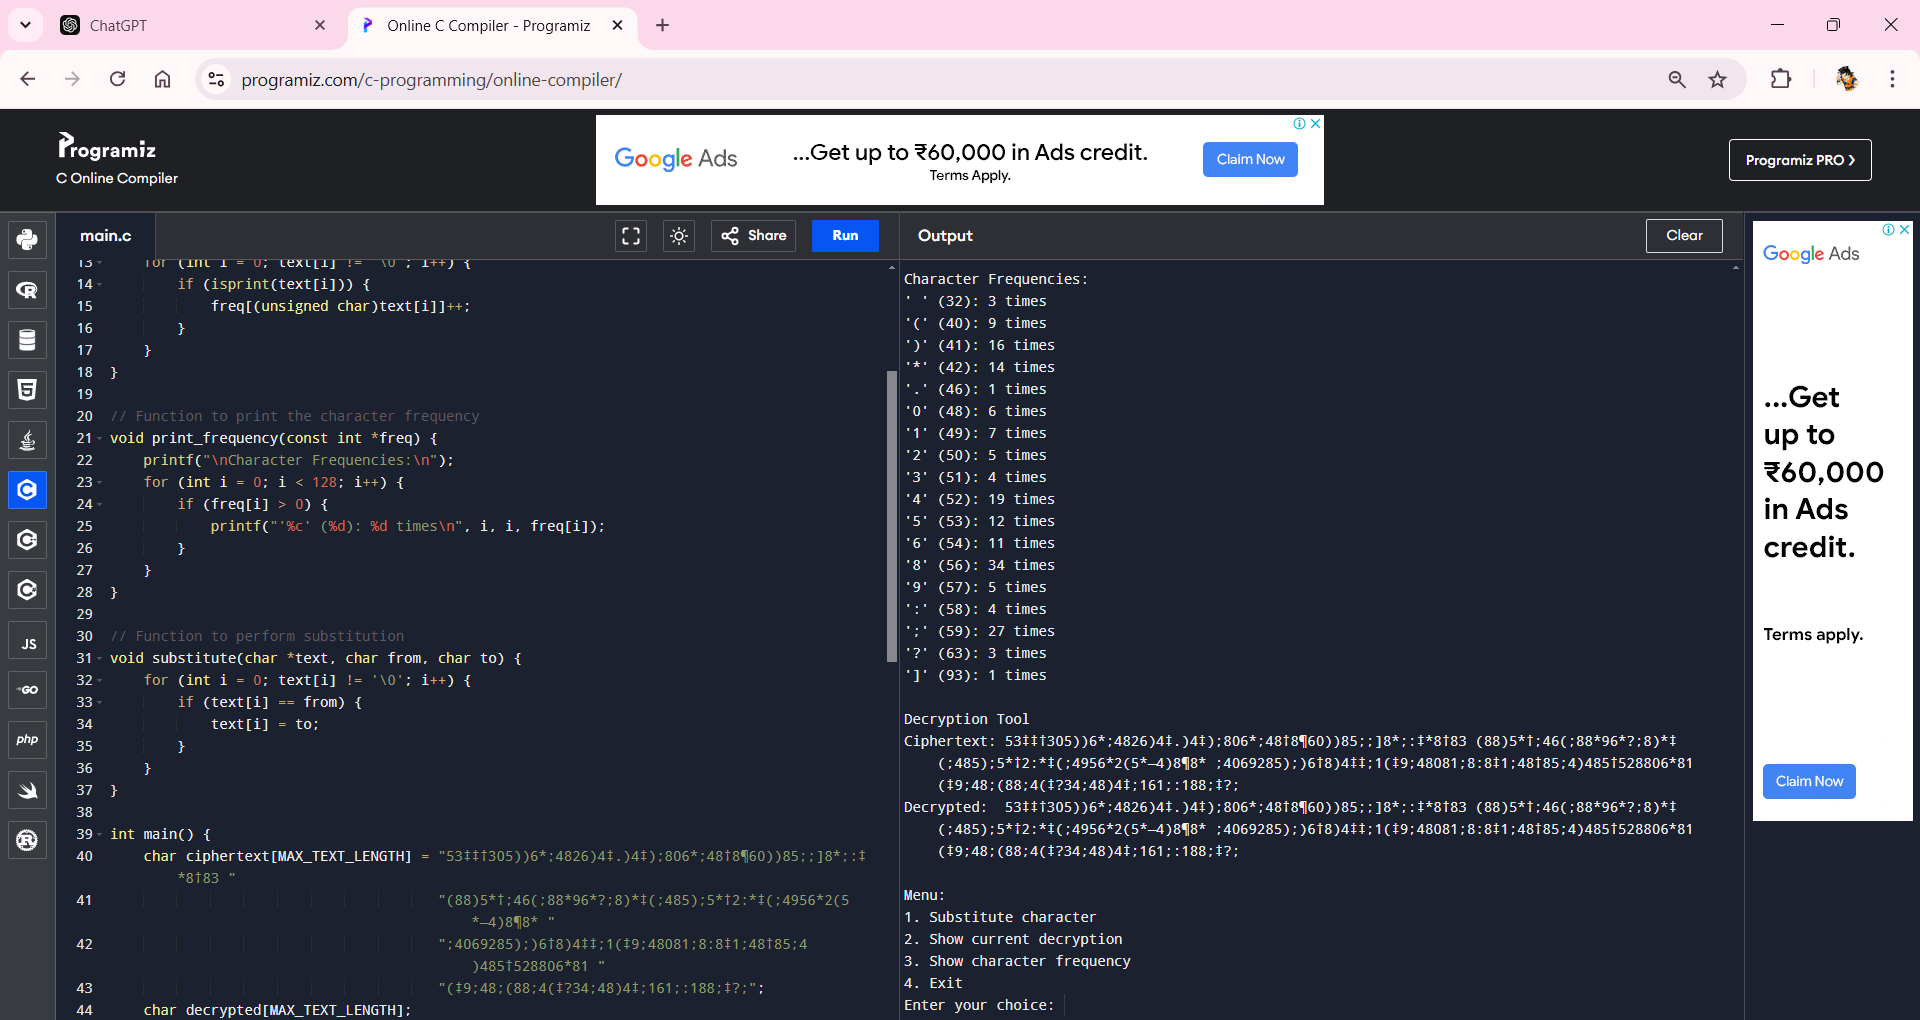 ChatGPT
Online C Compiler - Programiz
programiz.com/c-programming/online-compiler/
Programiz
C Online Compiler
Google Ads
...Get up to ₹60,000 in Ads credit.
Terms Apply.
Claim Now
Programiz PRO ❯
main.c
Share
Run
Output
Clear
13 for (int i = 0; text[i] != '\0'; i++) {
14 if (isprint(text[i])) {
15 freq[(unsigned char)text[i]]++;
16 }
17 }
18 }
19
20 // Function to print the character frequency
21 void print_frequency(const int *freq) {
22 printf("\nCharacter Frequencies:\n");
23 for (int i = 0; i < 128; i++) {
24 if (freq[i] > 0) {
25 printf("'%c' (%d): %d times\n", i, i, freq[i]);
26 }
27 }
28 }
29
30 // Function to perform substitution
31 void substitute(char *text, char from, char to) {
32 for (int i = 0; text[i] != '\0'; i++) {
33 if (text[i] == from) {
34 text[i] = to;
35 }
36 }
37 }
38
39 int main() {
40 char ciphertext[MAX_TEXT_LENGTH] = "53‡‡†305))6*;4826)4‡.)4‡);806*;48†8¶60))85;;]8*;:‡
*8†83 "
41 "(88)5*†;46(;88*96*?;8)*‡(;485);5*†2:*‡(;4956*2(5
*—4)8¶8* "
42 ";4069285);)6†8)4‡‡;1(‡9;48081;8:8‡1;48†85;4
)485†528806*81 "
43 "(‡9;48;(88;4(‡?34;48)4‡;161;:188;‡?;";
44 char decrypted[MAX_TEXT_LENGTH];
Character Frequencies:
' ' (32): 3 times
'(' (40): 9 times
')' (41): 16 times
'*' (42): 14 times
'.' (46): 1 times
'0' (48): 6 times
'1' (49): 7 times
'2' (50): 5 times
'3' (51): 4 times
'4' (52): 19 times
'5' (53): 12 times
'6' (54): 11 times
'8' (56): 34 times
'9' (57): 5 times
':' (58): 4 times
';' (59): 27 times
'?' (63): 3 times
']' (93): 1 times
Decryption Tool
Ciphertext: 53‡‡†305))6*;4826)4‡.)4‡);806*;48†8¶60))85;;]8*;:‡*8†83 (88)5*†;46(;88*96*?;8)*‡
(;485);5*†2:*‡(;4956*2(5*—4)8¶8* ;4069285);)6†8)4‡‡;1(‡9;48081;8:8‡1;48†85;4)485†528806*81
(‡9;48;(88;4(‡?34;48)4‡;161;:188;‡?;
Decrypted: 53‡‡†305))6*;4826)4‡.)4‡);806*;48†8¶60))85;;]8*;:‡*8†83 (88)5*†;46(;88*96*?;8)*‡
(;485);5*†2:*‡(;4956*2(5*—4)8¶8* ;4069285);)6†8)4‡‡;1(‡9;48081;8:8‡1;48†85;4)485†528806*81
(‡9;48;(88;4(‡?34;48)4‡;161;:188;‡?;
Menu:
1. Substitute character
2. Show current decryption
3. Show character frequency
4. Exit
Enter your choice:
Google Ads
...Get
up to
₹60,000
in Ads
credit.
Terms apply.
Claim Now
JS
GO
php